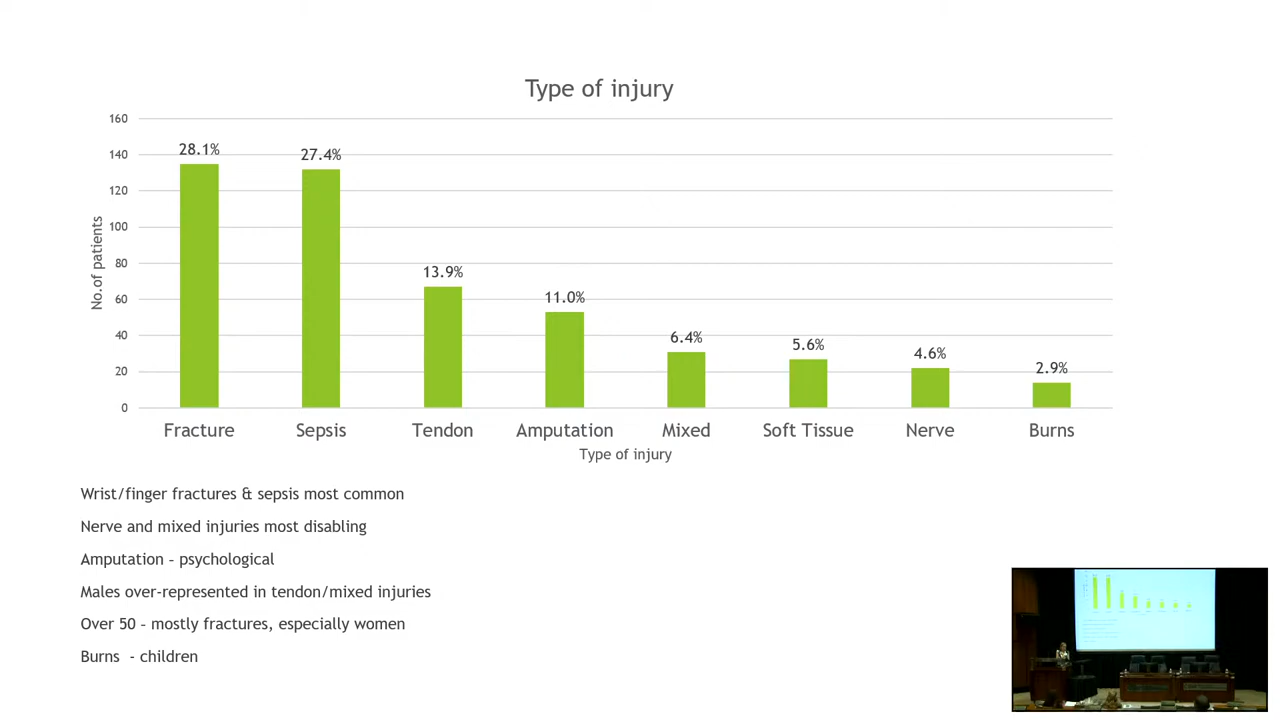 Type of injury
160
140
120
100
80
60
40
20
0
No.of patients
28.1%
27.4%
13.9%
11.0%
6.4%
5.6%
4.6%
2.9%
Fracture Sepsis Tendon Amputation Mixed Soft Tissue Nerve Burns
Type of injury
Wrist/finger fractures & sepsis most common
Nerve and mixed injuries most disabling
Amputation – psychological
Males over-represented in tendon/mixed injuries
Over 50 – mostly fractures, especially women
Burns - children